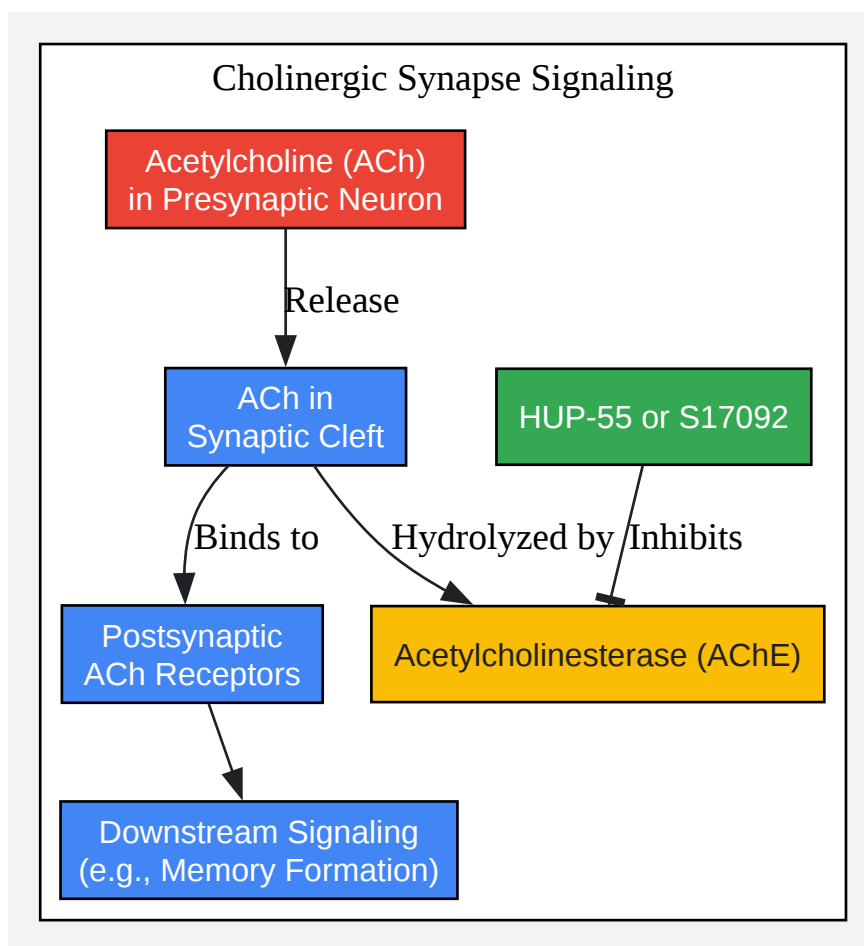 Cholinergic Synapse Signaling
Acetylcholine (ACh)
in Presynaptic Neuron
Release
ACh in
Synaptic Cleft
HUP-55 or S17092
Binds to
Hydrolyzed by
Inhibits
Postsynaptic
ACh Receptors
Acetylcholinesterase (AChE)
Downstream Signaling
(e.g., Memory Formation)